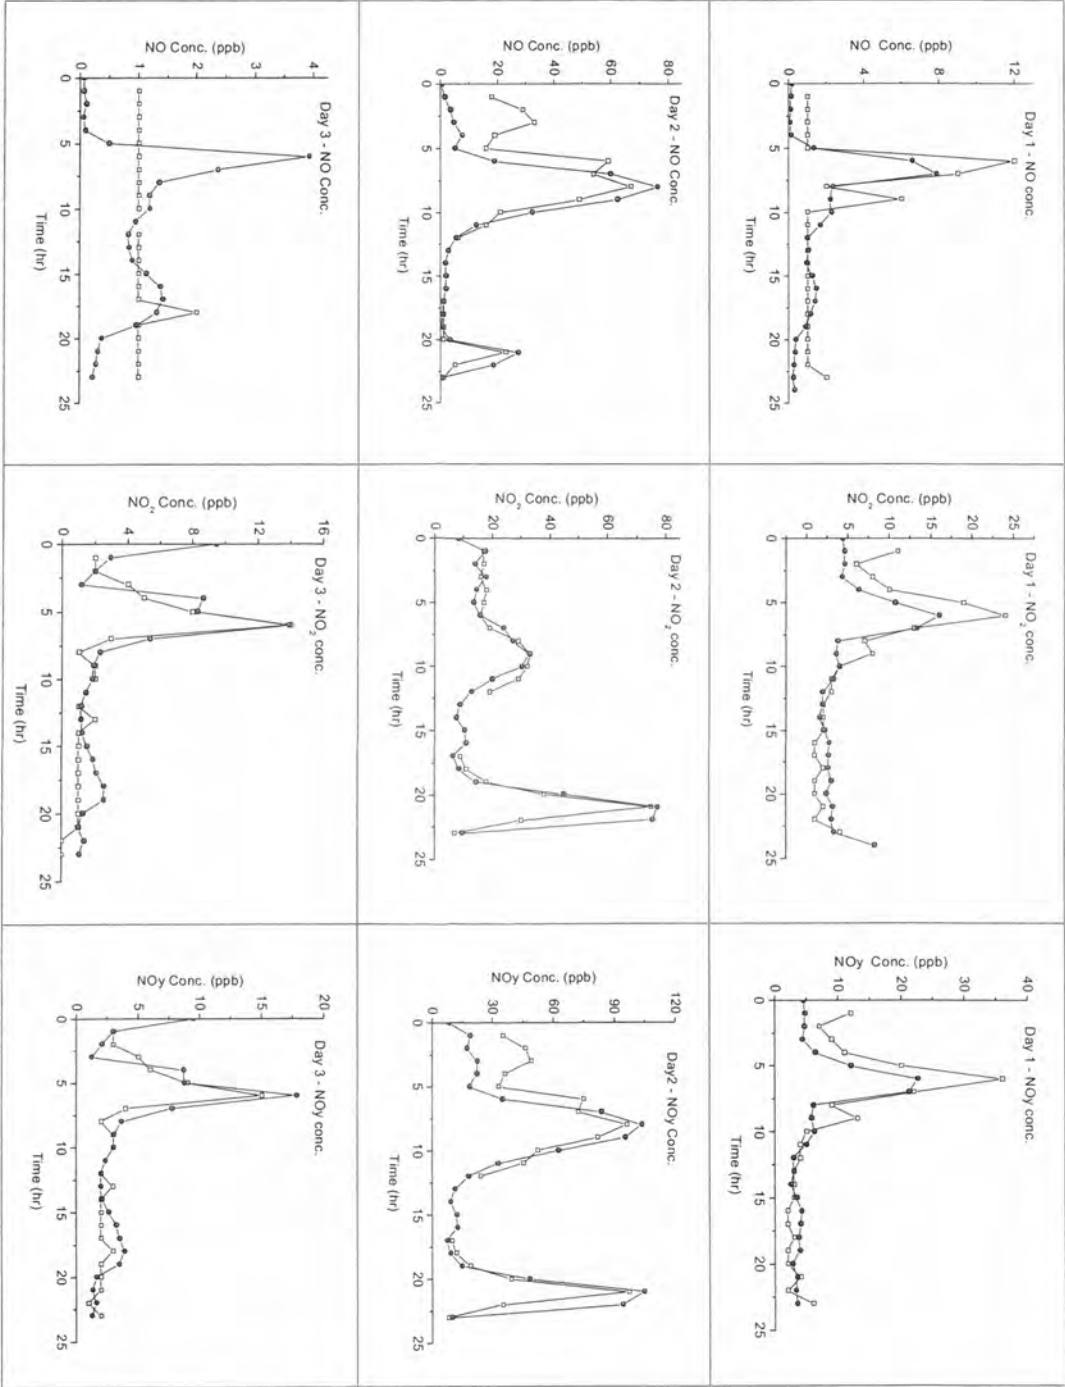 Day 1 - NO conc.
NO Conc. (ppb)
12
8
4
0
0 5 10 15 20 25
Time (hr)
Day 1 - NO₂ conc.
NO₂ Conc. (ppb)
25
20
15
10
5
0
0 5 10 15 20 25
Time (hr)
Day 1 - NOy conc.
NOy Conc. (ppb)
40
30
20
10
0
0 5 10 15 20 25
Time (hr)
Day 2 - NO Conc.
NO Conc. (ppb)
80
60
40
20
0
0 5 10 15 20 25
Time (hr)
Day 2 - NO₂ conc.
NO₂ Conc. (ppb)
80
60
40
20
0
0 5 10 15 20 25
Time (hr)
Day2 - NOy Conc.
NOy Conc. (ppb)
120
90
60
30
0
0 5 10 15 20 25
Time (hr)
Day 3 - NO Conc.
NO Conc. (ppb)
4
3
2
1
0
0 5 10 15 20 25
Time (hr)
Day 3 - NO₂ conc.
NO₂ Conc. (ppb)
16
12
8
4
0
0 5 10 15 20 25
Time (hr)
Day 3 - NOy conc.
NOy Conc. (ppb)
20
15
10
5
0
0 5 10 15 20 25
Time (hr)